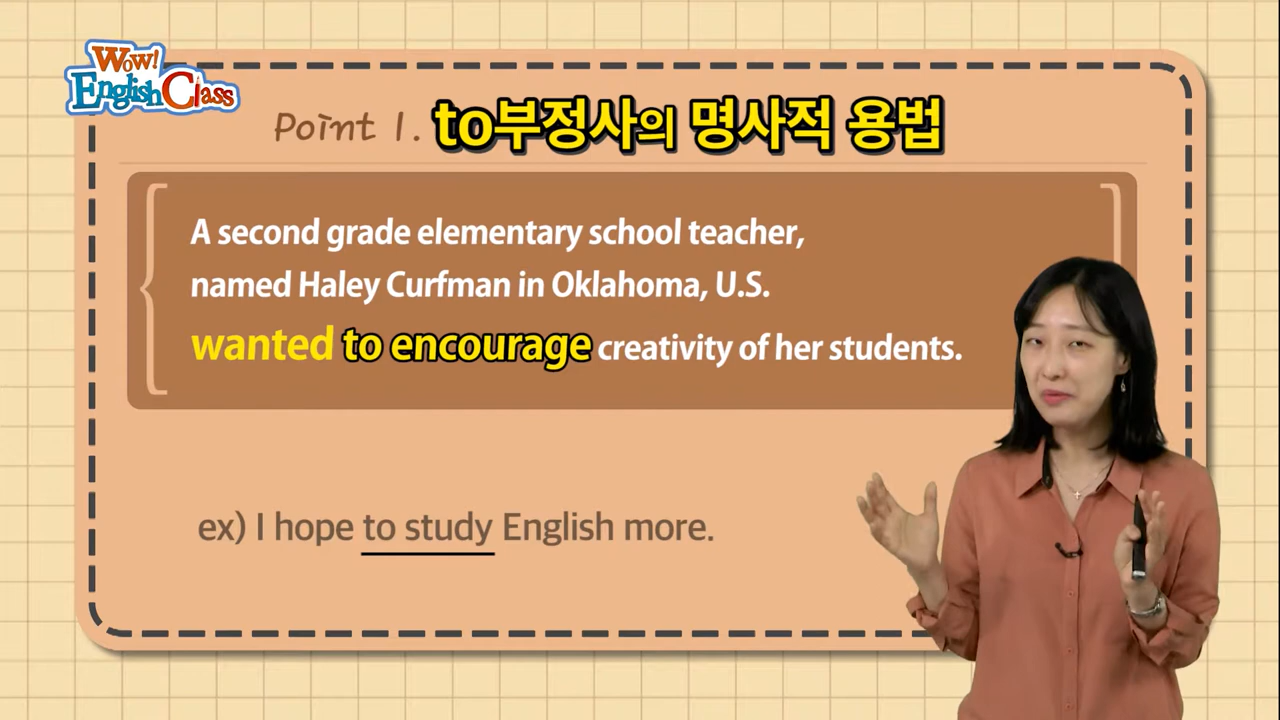 Wow!
English Class
Point 1. to부정사의 명사적 용법
A second grade elementary school teacher,
named Haley Curfman in Oklahoma, U.S.
wanted to encourage creativity of her students.
ex) I hope to study English more.